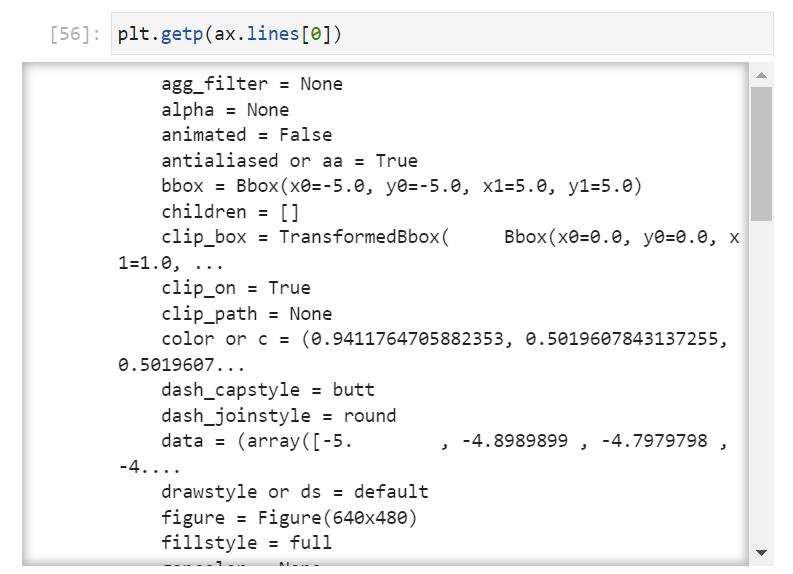 [56]: plt.getp(ax.lines[0])
agg_filter = None
alpha = None
animated = False
antialiased or aa = True
bbox = Bbox(x0=-5.0, y0=-5.0, x1=5.0, y1=5.0)
children = []
clip_box = TransformedBbox(     Bbox(x0=0.0, y0=0.0, x
1=1.0, ...
clip_on = True
clip_path = None
color or c = (0.9411764705882353, 0.5019607843137255,
0.5019607...
dash_capstyle = butt
dash_joinstyle = round
data = (array([-5.        , -4.8989899 , -4.7979798 ,
-4....
drawstyle or ds = default
figure = Figure(640x480)
fillstyle = full